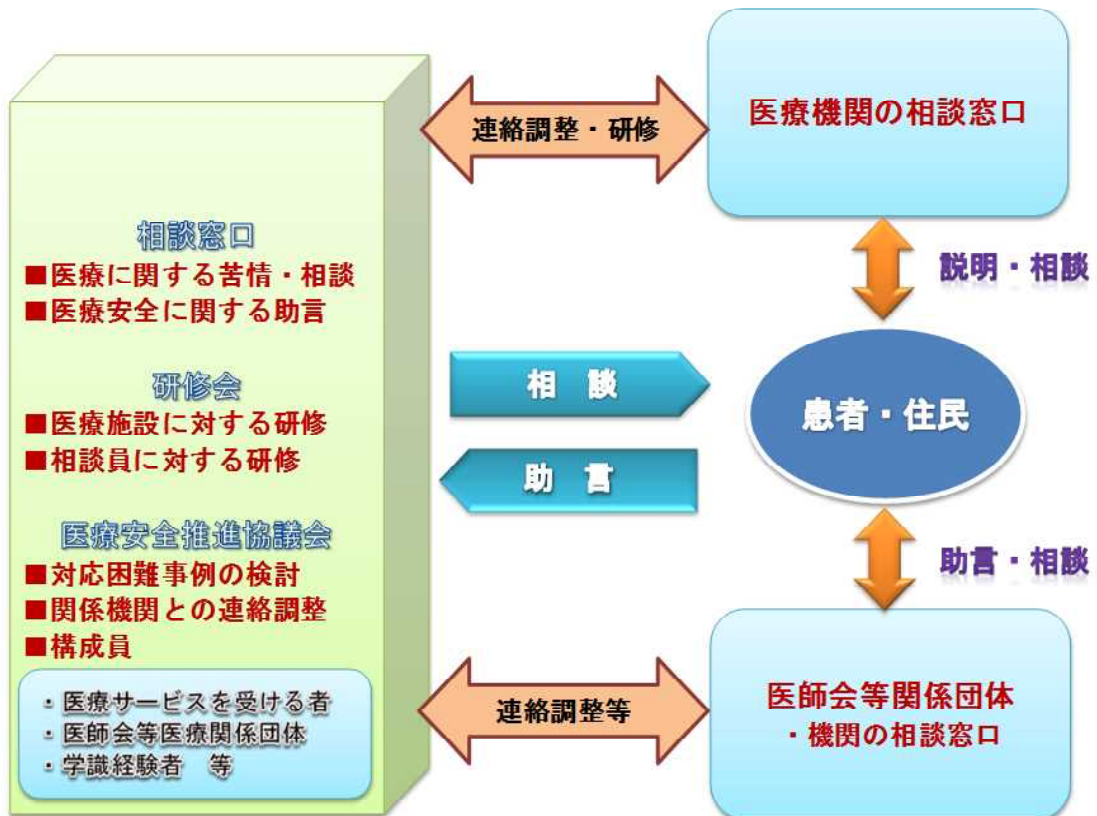 相談窓口
■医療に関する苦情・相談
■医療安全に関する助言
研修会
■医療施設に対する研修
■相談員に対する研修
医療安全推進協議会
■対応困難事例の検討
■関係機関との連絡調整
■構成員
・医療サービスを受ける者
・医師会等医療関係団体
・学識経験者　等
連絡調整・研修
相　談
助　言
連絡調整等
医療機関の相談窓口
説明・相談
患者・住民
助言・相談
医師会等関係団体
・機関の相談窓口